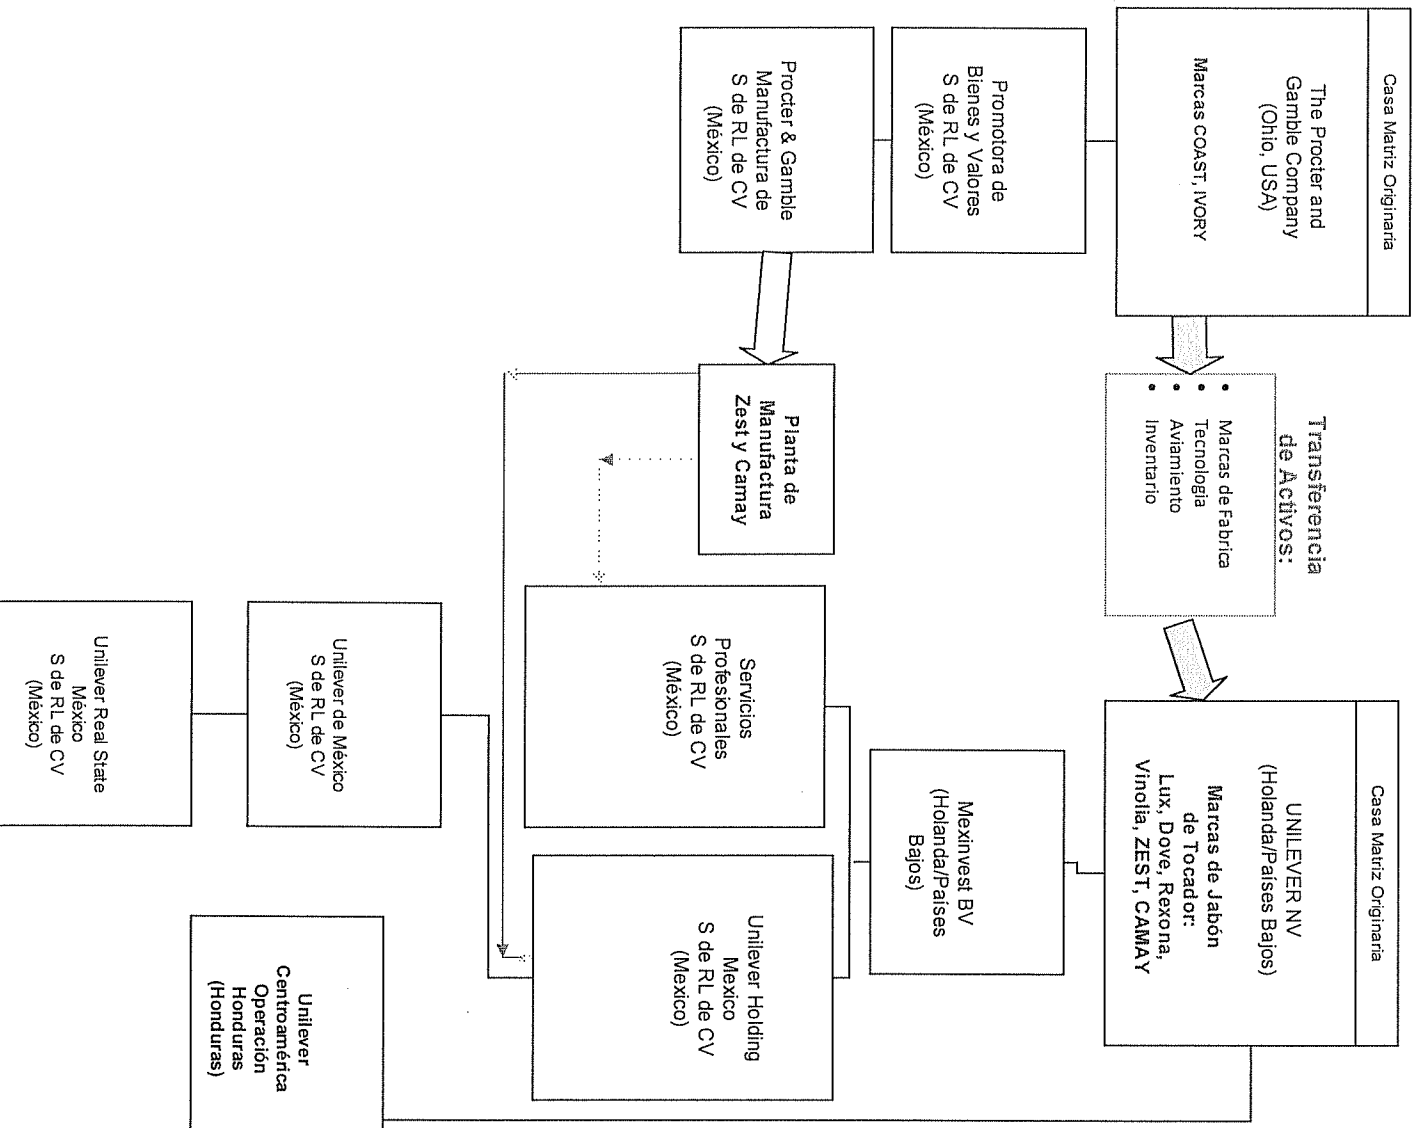 Casa Matriz Originaria
The Procter and
Gamble Company
(Ohio, USA)
Marcas COAST, IVORY
Transferencia
de Activos:
• Marcas de Fabrica
• Tecnologia
• Aviamiento
• Inventario
Casa Matriz Originaria
UNILEVER NV
(Holanda/Países Bajos)
Marcas de Jabón
de Tocador:
Lux, Dove, Rexona,
Vinolia, ZEST, CAMAY
Promotora de
Bienes y Valores
S de RL de CV
(México)
Mexinvest BV
(Holanda/Países
Bajos)
Procter & Gamble
Manufactura de
S de RL de CV
(México)
Planta de
Manufactura
Zest y Camay
Servicios
Profesionales
S de RL de CV
(México)
Unilever Holding
Mexico
S de RL de CV
(Mexico)
Unilever de México
S de RL de CV
(México)
Unilever Centroamérica
Operación
Honduras
(Honduras)
Unilever Real State
México
S de RL de CV
(México)